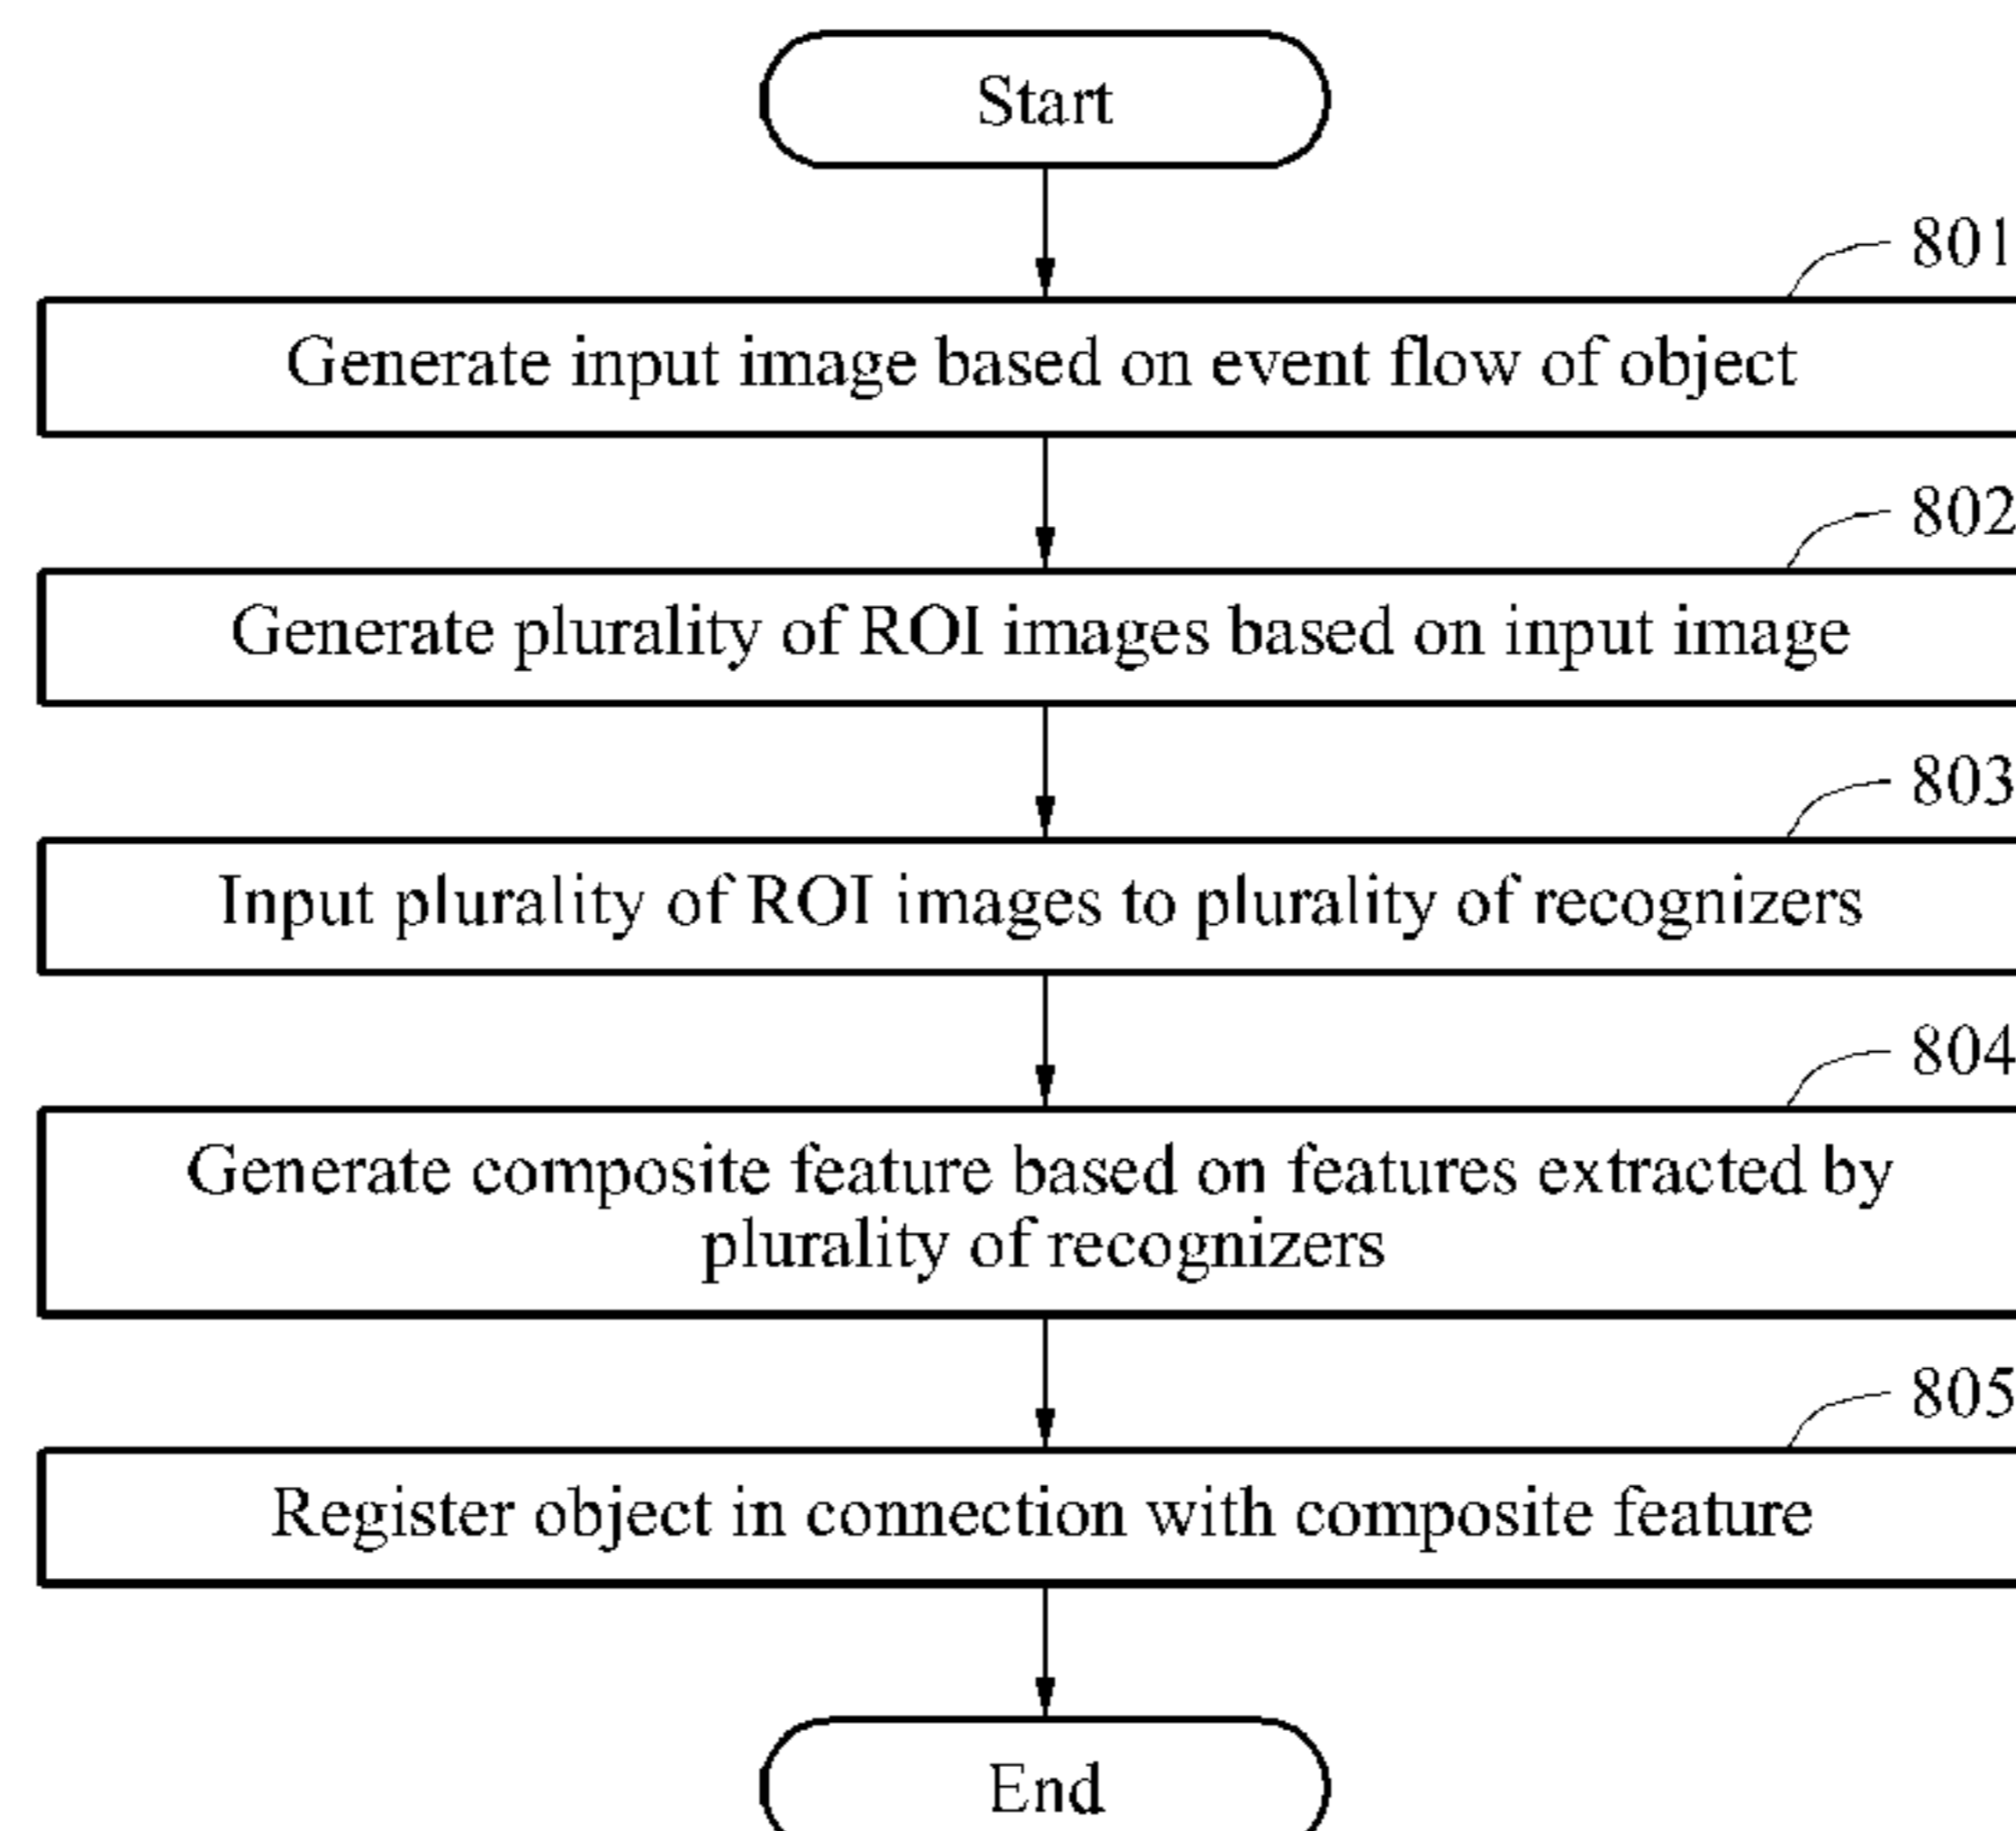 Start
801
Generate input image based on event flow of object
802
Generate plurality of ROI images based on input image
803
Input plurality of ROI images to plurality of recognizers
804
Generate composite feature based on features extracted by
plurality of recognizers
805
Register object in connection with composite feature
End